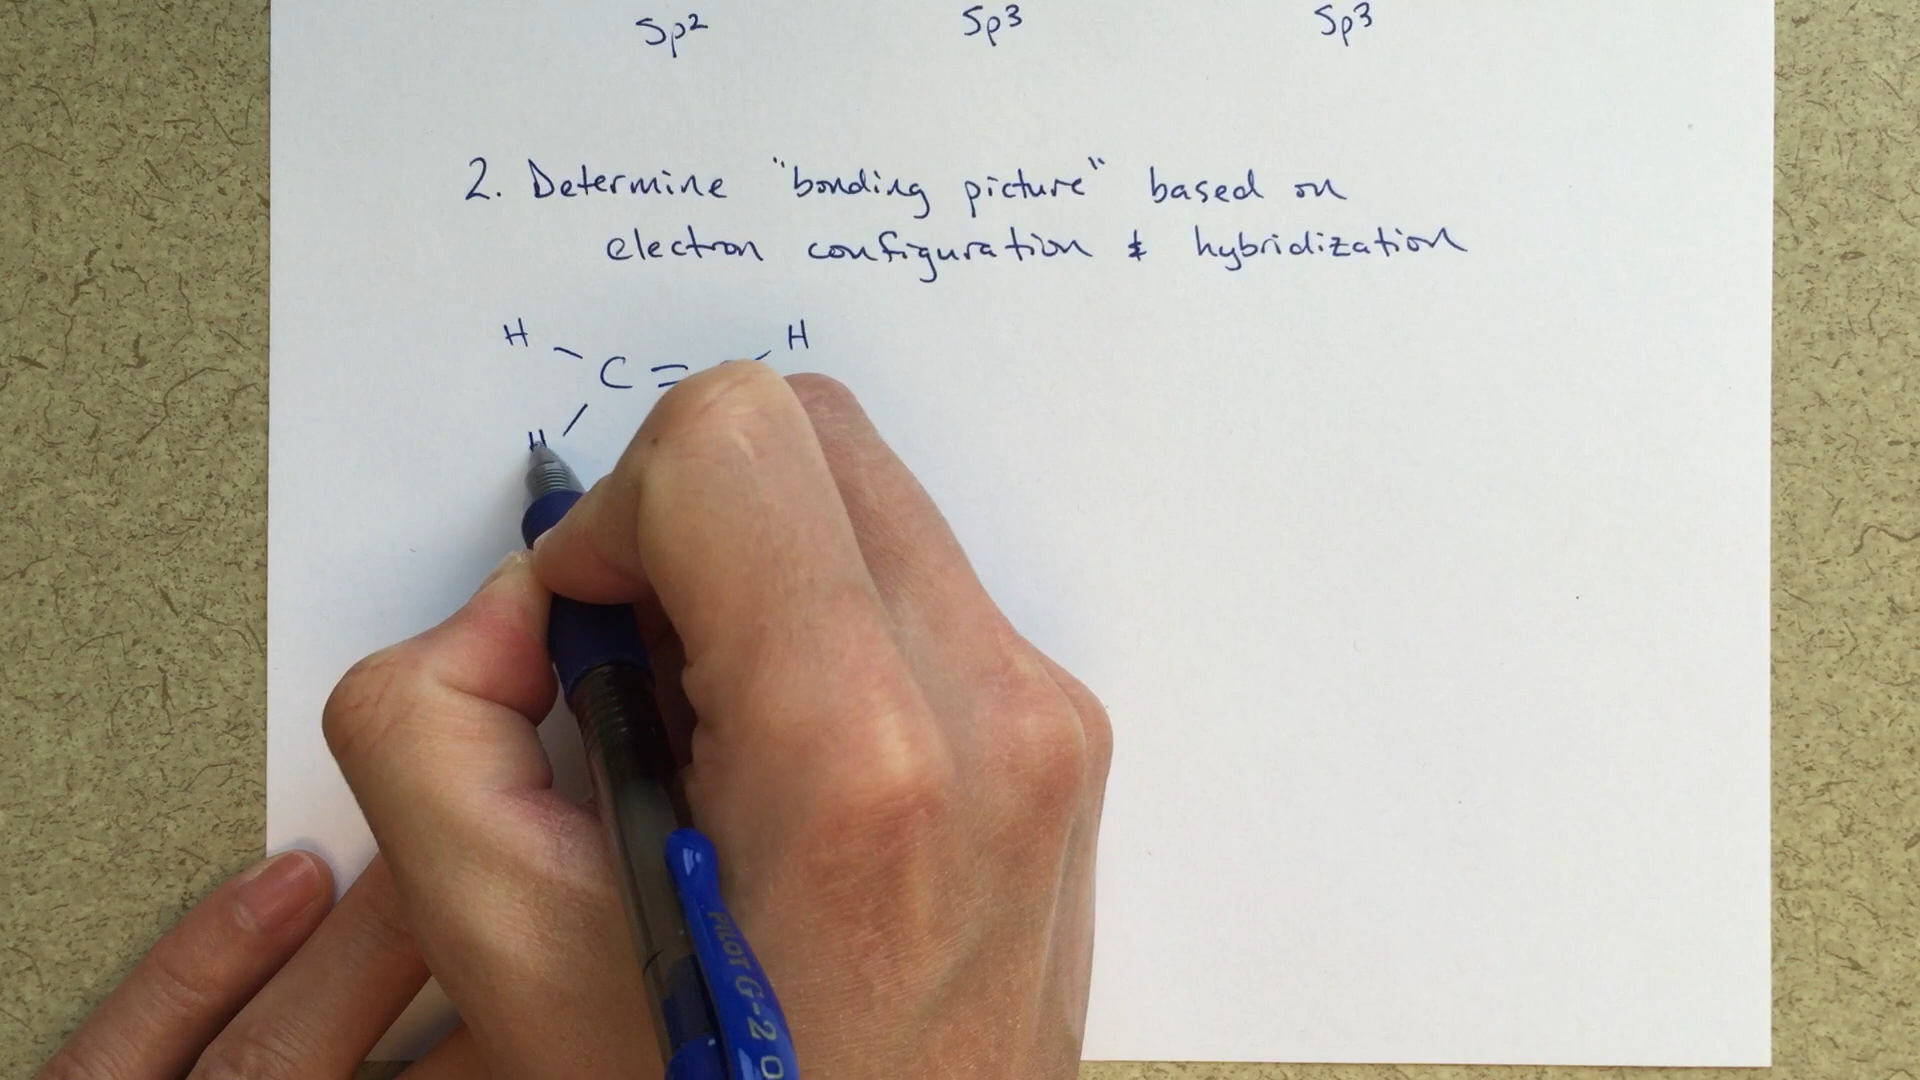 Sp² Sp³ Sp³
2. Determine "bonding picture" based on
electron configuration & hybridization
H H
C =
H
PILOT G-2